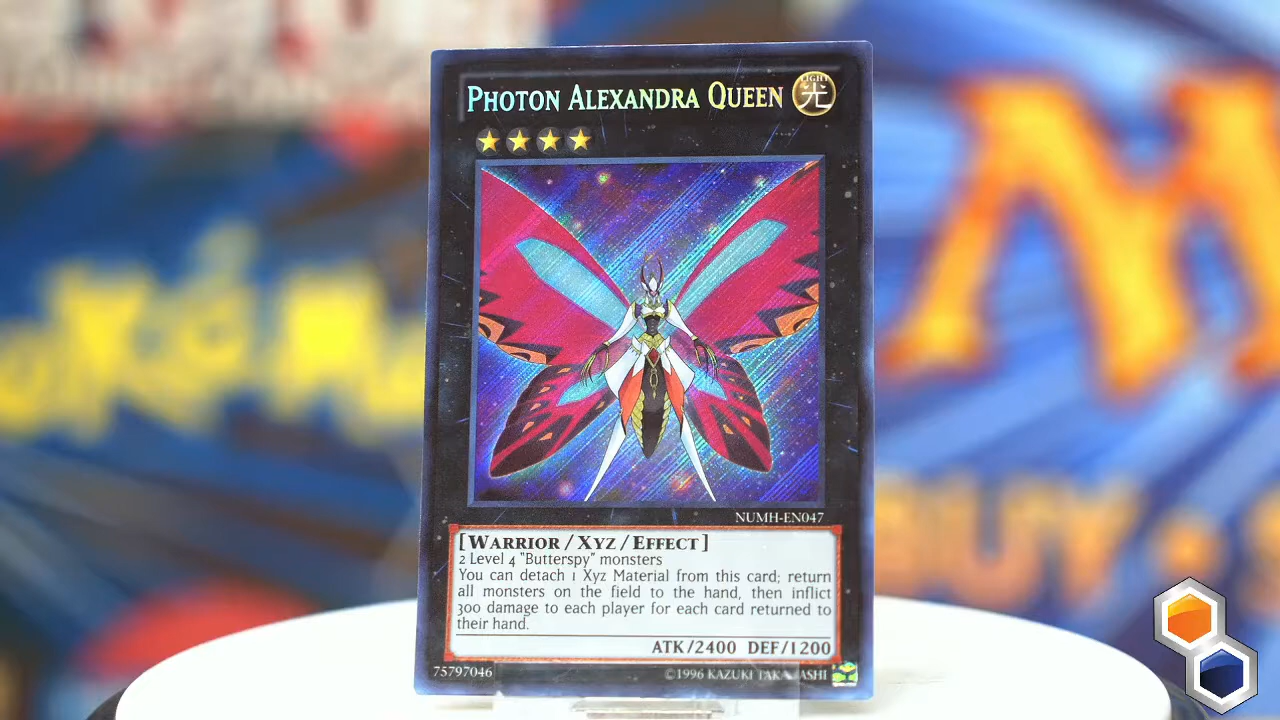 PHOTON ALEXANDRA QUEEN
LIGHT
光
NUMH-EN047
[WARRIOR/XYZ/EFFECT]
2 Level 4 "Butterspy" monsters
You can detach 1 Xyz Material from this card; return
all monsters on the field to the hand, then inflict
300 damage to each player for each card returned to
their hand.
ATK/2400 DEF/1200
75797046
©1996 KAZUKI TAKAHASHI
BUY